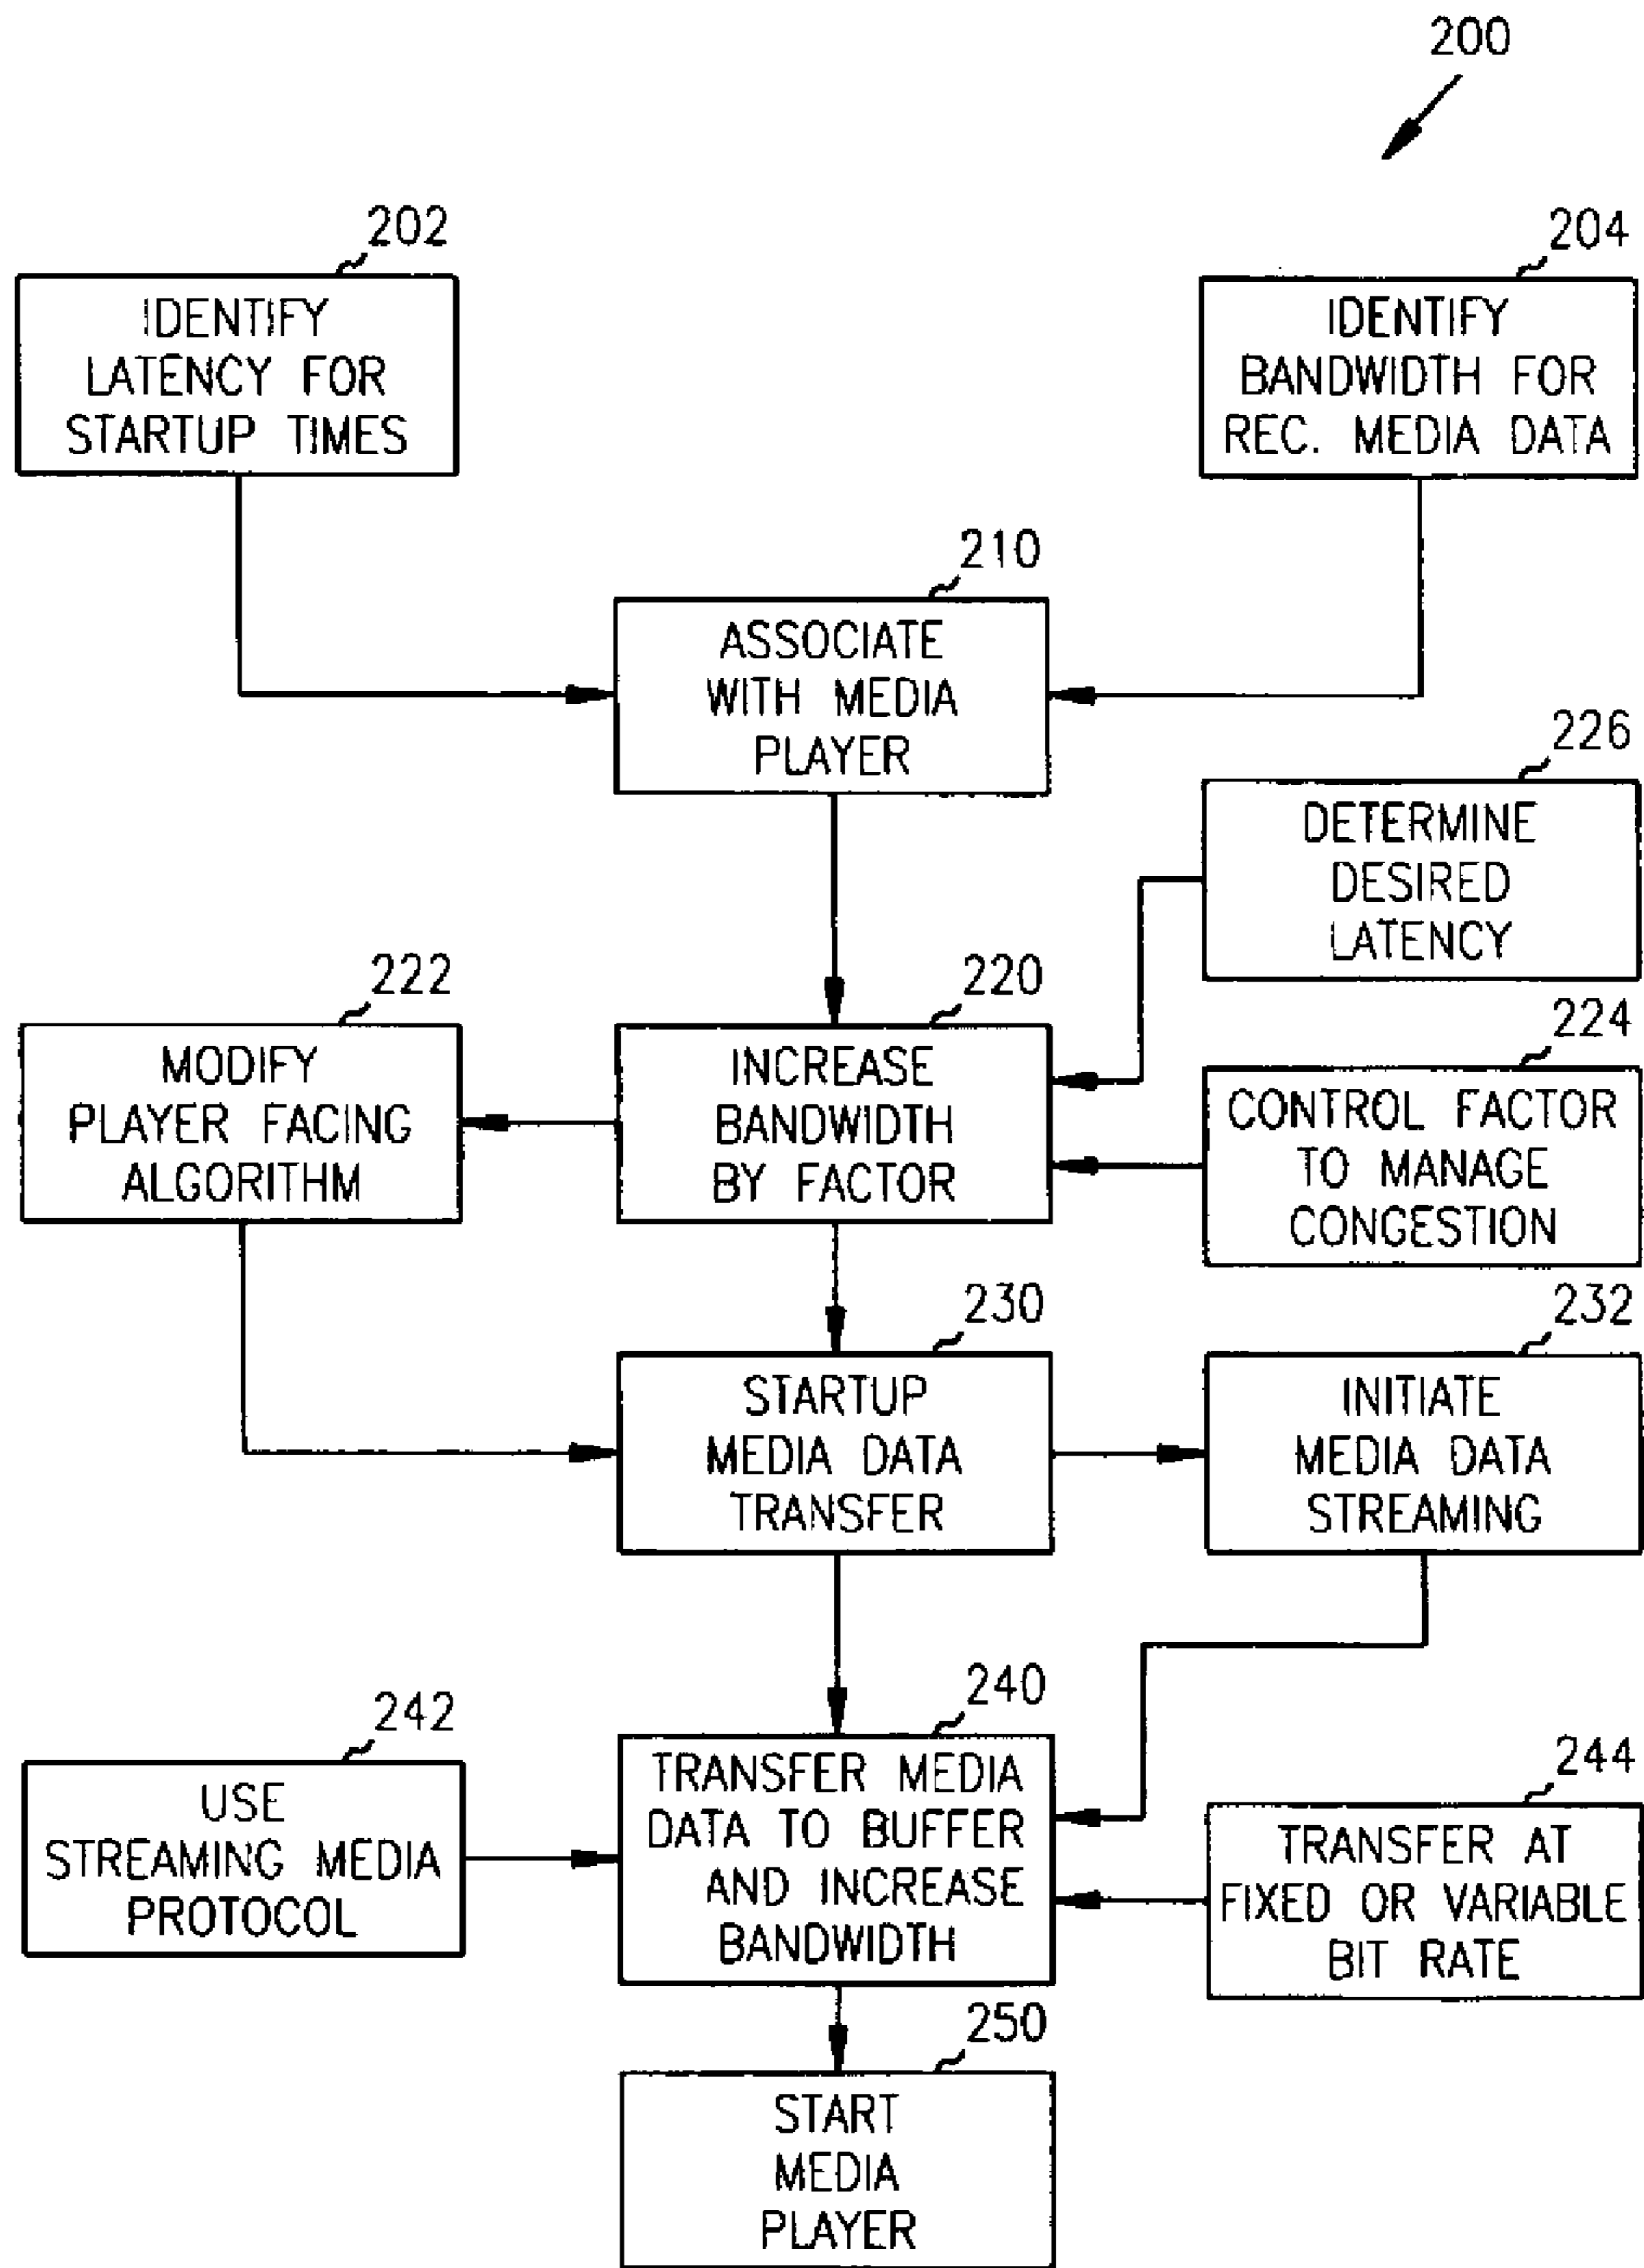 200
202
IDENTIFY
LATENCY FOR
STARTUP TIMES
204
IDENTIFY
BANDWIDTH FOR
REC. MEDIA DATA
210
ASSOCIATE
WITH MEDIA
PLAYER
226
DETERMINE
DESIRED
LATENCY
222
MODIFY
PLAYER FACING
ALGORITHM
220
INCREASE
BANDWIDTH
BY FACTOR
224
CONTROL FACTOR
TO MANAGE
CONGESTION
230
STARTUP
MEDIA DATA
TRANSFER
232
INITIATE
MEDIA DATA
STREAMING
242
USE
STREAMING MEDIA
PROTOCOL
240
TRANSFER MEDIA
DATA TO BUFFER
AND INCREASE
BANDWIDTH
244
TRANSFER AT
FIXED OR VARIABLE
BIT RATE
250
START
MEDIA
PLAYER